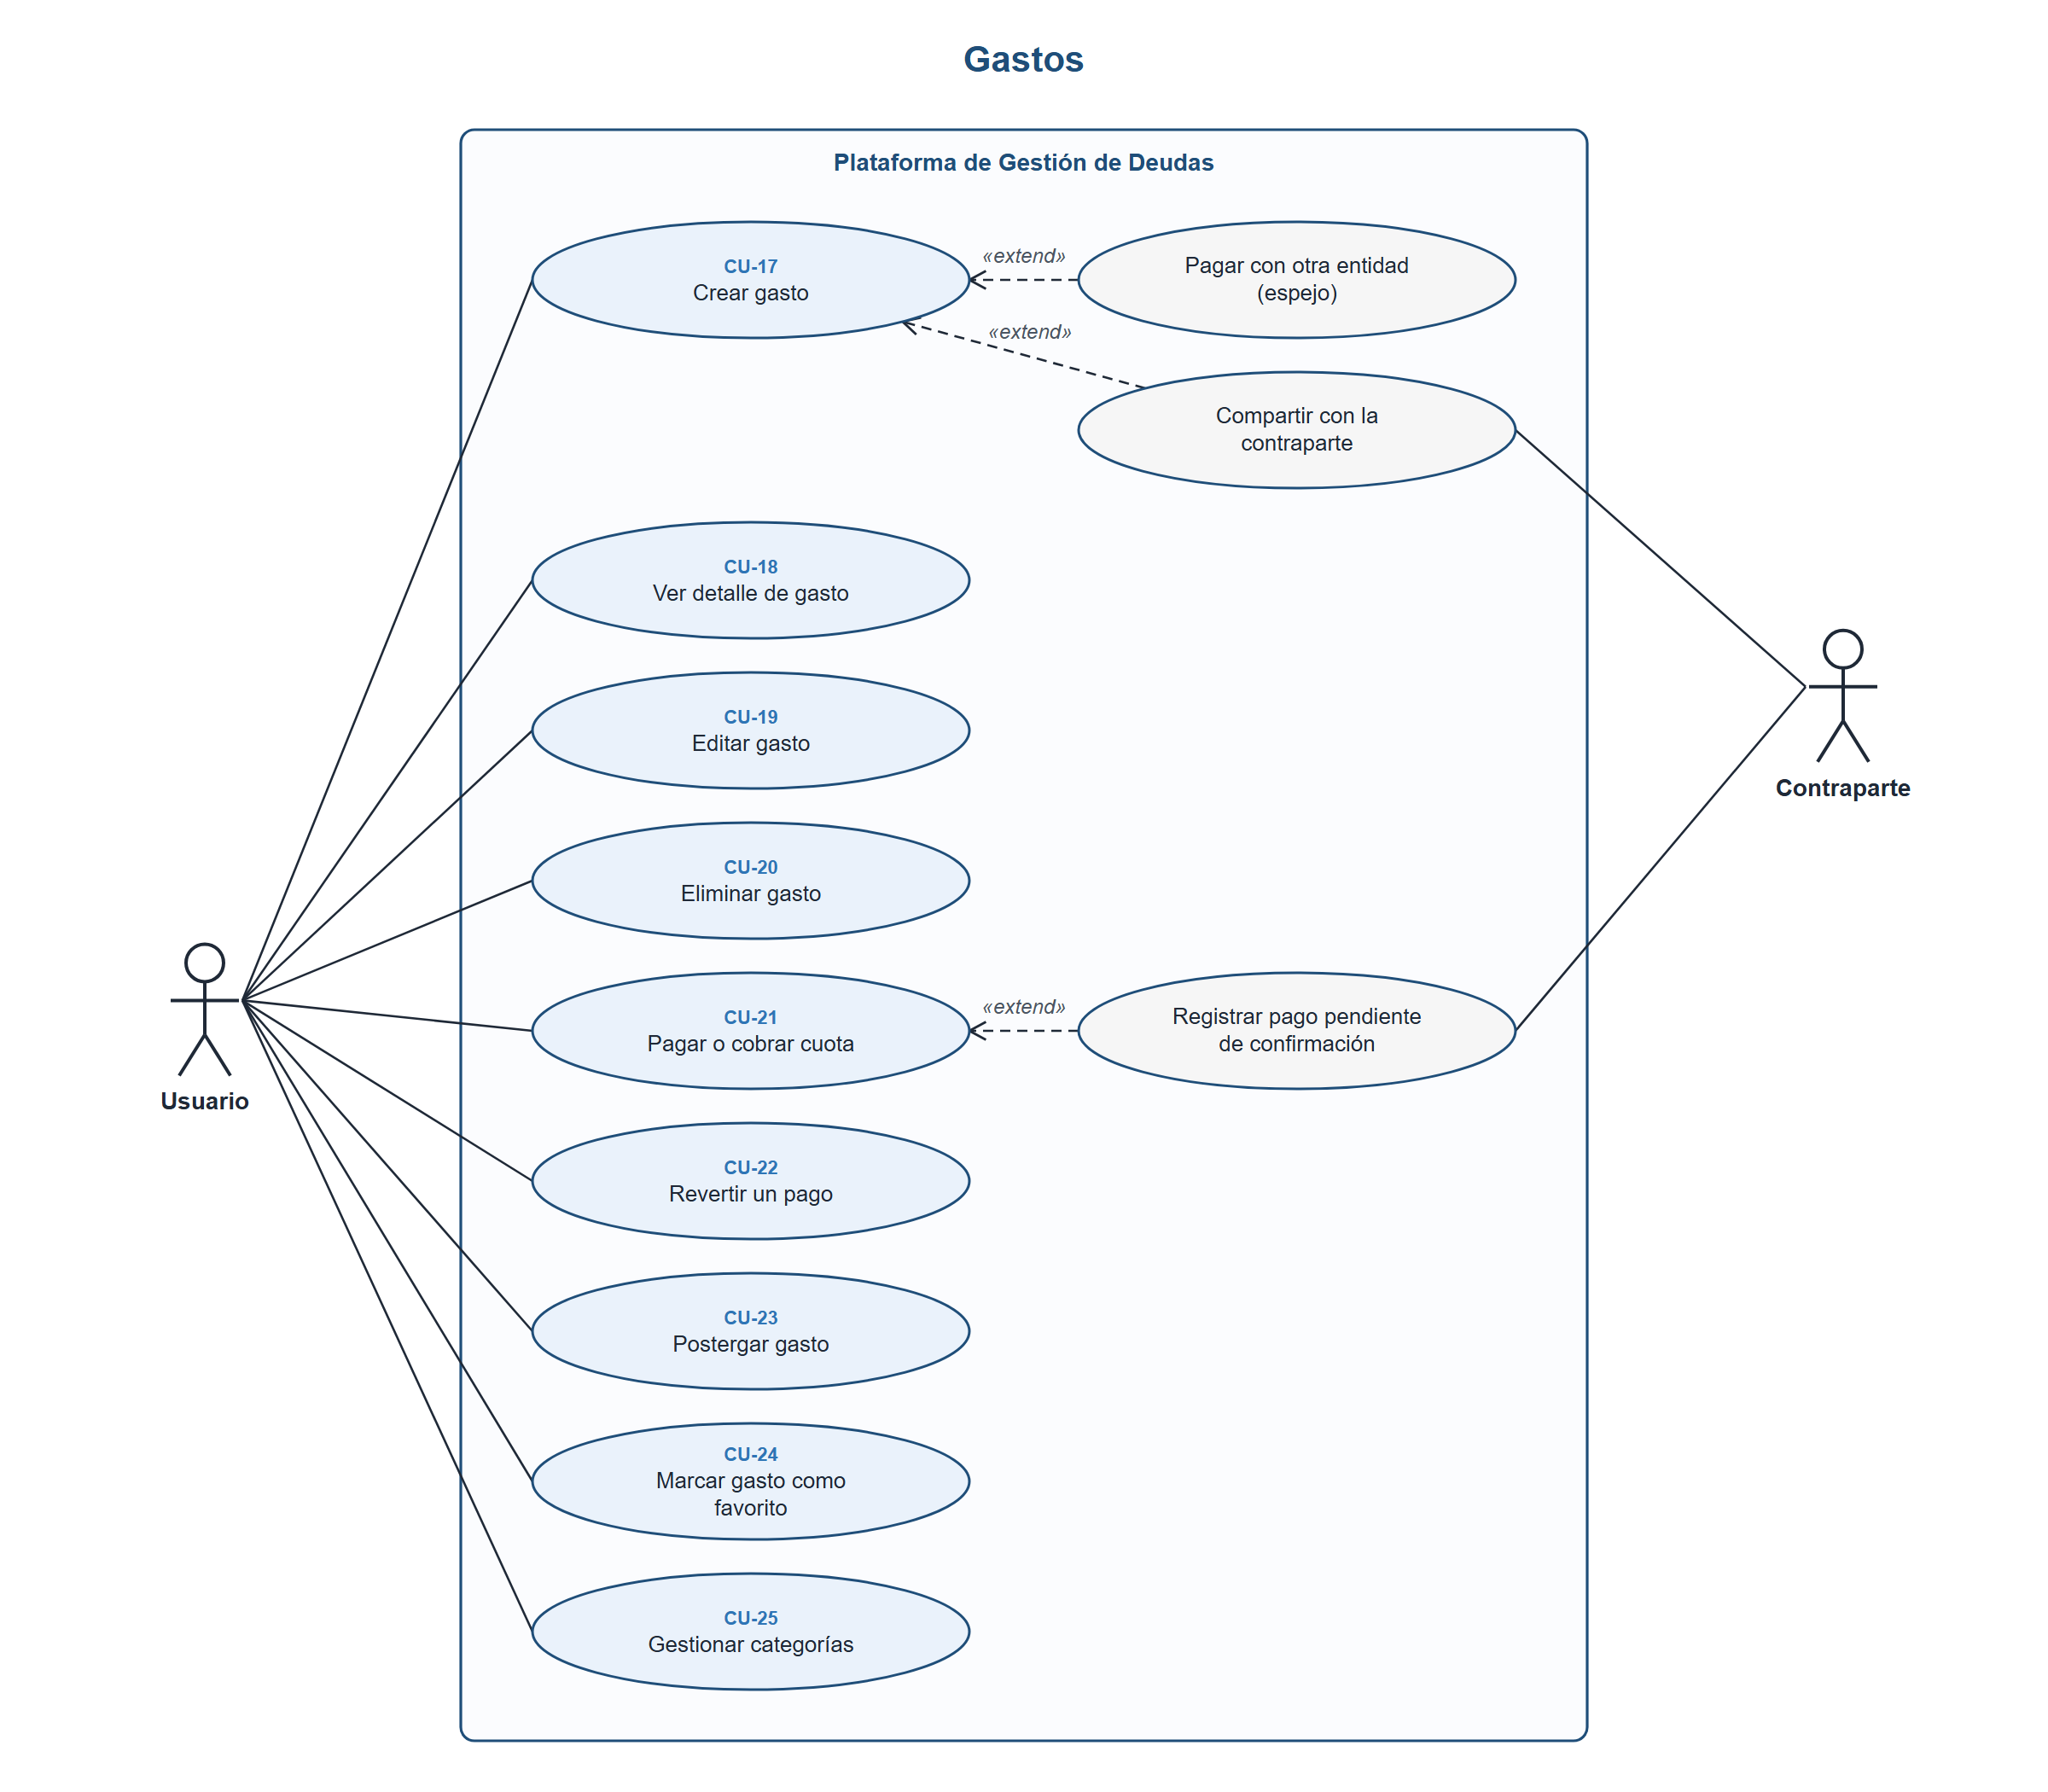 Gastos
Plataforma de Gestión de Deudas
CU-17
Crear gasto
«extend»
Pagar con otra entidad
(espejo)
«extend»
Compartir con la
contraparte
CU-18
Ver detalle de gasto
CU-19
Editar gasto
Contraparte
CU-20
Eliminar gasto
CU-21
Pagar o cobrar cuota
«extend»
Registrar pago pendiente
de confirmación
Usuario
CU-22
Revertir un pago
CU-23
Postergar gasto
CU-24
Marcar gasto como
favorito
CU-25
Gestionar categorías